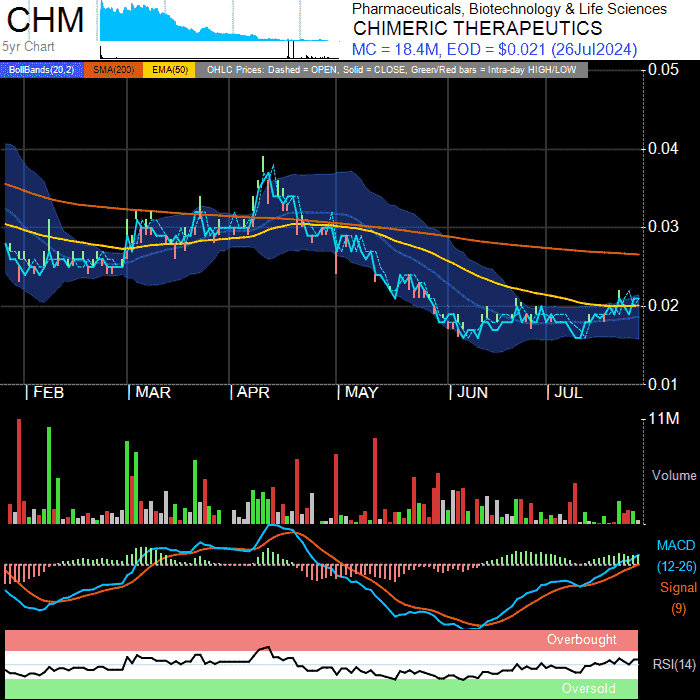 CHM
5yr Chart
Pharmaceuticals, Biotechnology & Life Sciences
CHIMERIC THERAPEUTICS
MC = 18.4M, EOD = $0.021 (26Jul2024)
BollBands(20,2) SMA(200) EMA(50) OHLC Prices: Dashed = OPEN, Solid = CLOSE, Green/Red bars = Intra-day HIGH/LOW
0.05
0.04
0.03
0.02
0.01
FEB MAR APR MAY JUN JUL
11M
Volume
MACD
(12-26)
Signal
(9)
Overbought
RSI(14)
Oversold